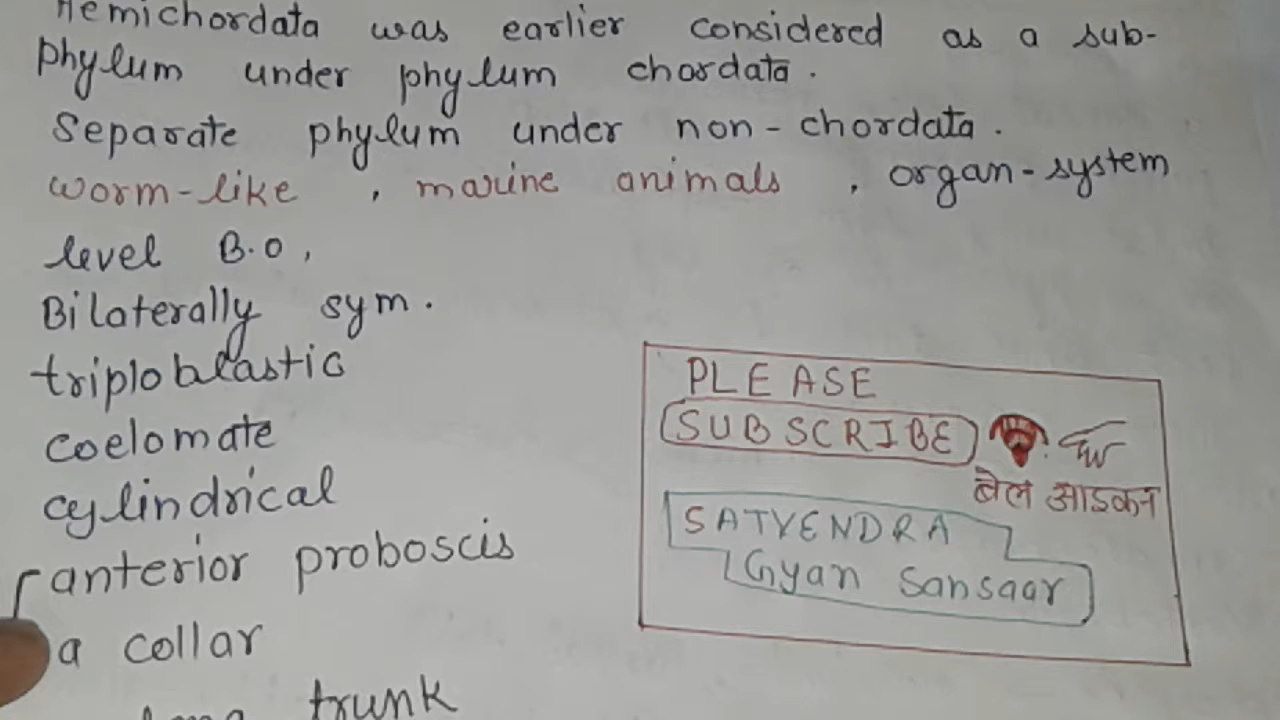 Hemichordata was earlier considered as a sub-
phylum under phylum chordata.
Separate phylum under non-chordata.
worm-like , marine animals , organ-system
level B.O,
Bilaterally sym.
triploblastic
coelomate
cylindrical
anterior proboscis
a collar
long trunk
PLEASE
SUBSCRIBE
बेल आइकन
SATYENDRA
Gyan Sansaar